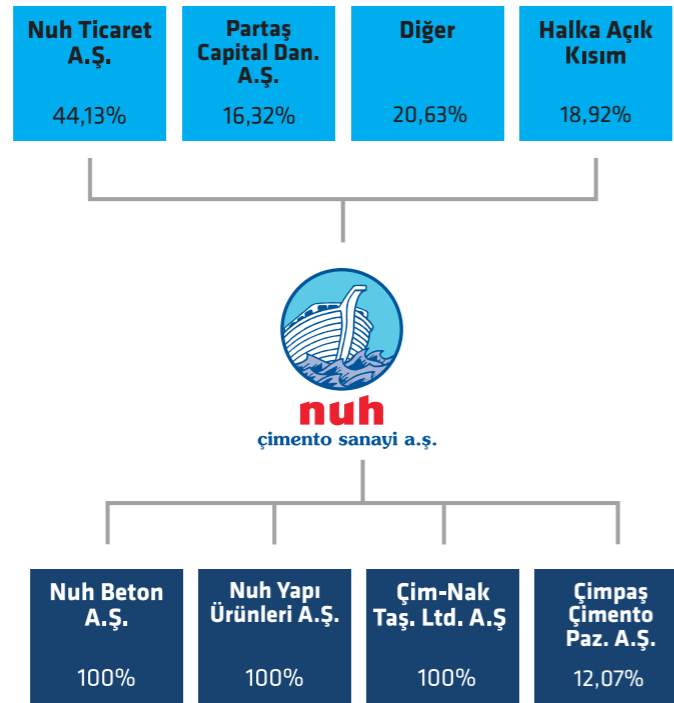 Nuh Ticaret
A.Ş.
44,13%
Partaş
Capital Dan.
A.Ş.
16,32%
Diğer
20,63%
Halka Açık
Kısım
18,92%
nuh
çimento sanayi a.ş.
Nuh Beton
A.Ş.
100%
Nuh Yapı
Ürünleri A.Ş.
100%
Çim-Nak
Taş. Ltd. A.Ş
100%
Çimpaş
Çimento
Paz. A.Ş.
12,07%